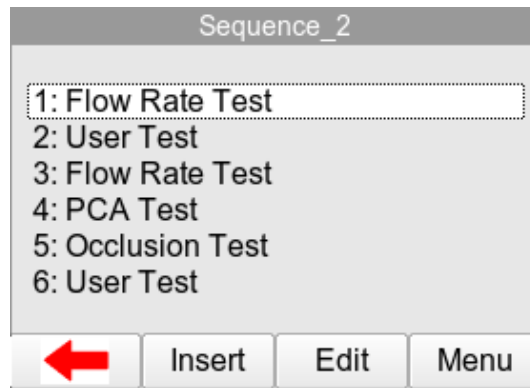 Sequence_2
1: Flow Rate Test
2: User Test
3: Flow Rate Test
4: PCA Test
5: Occlusion Test
6: User Test
Insert Edit Menu